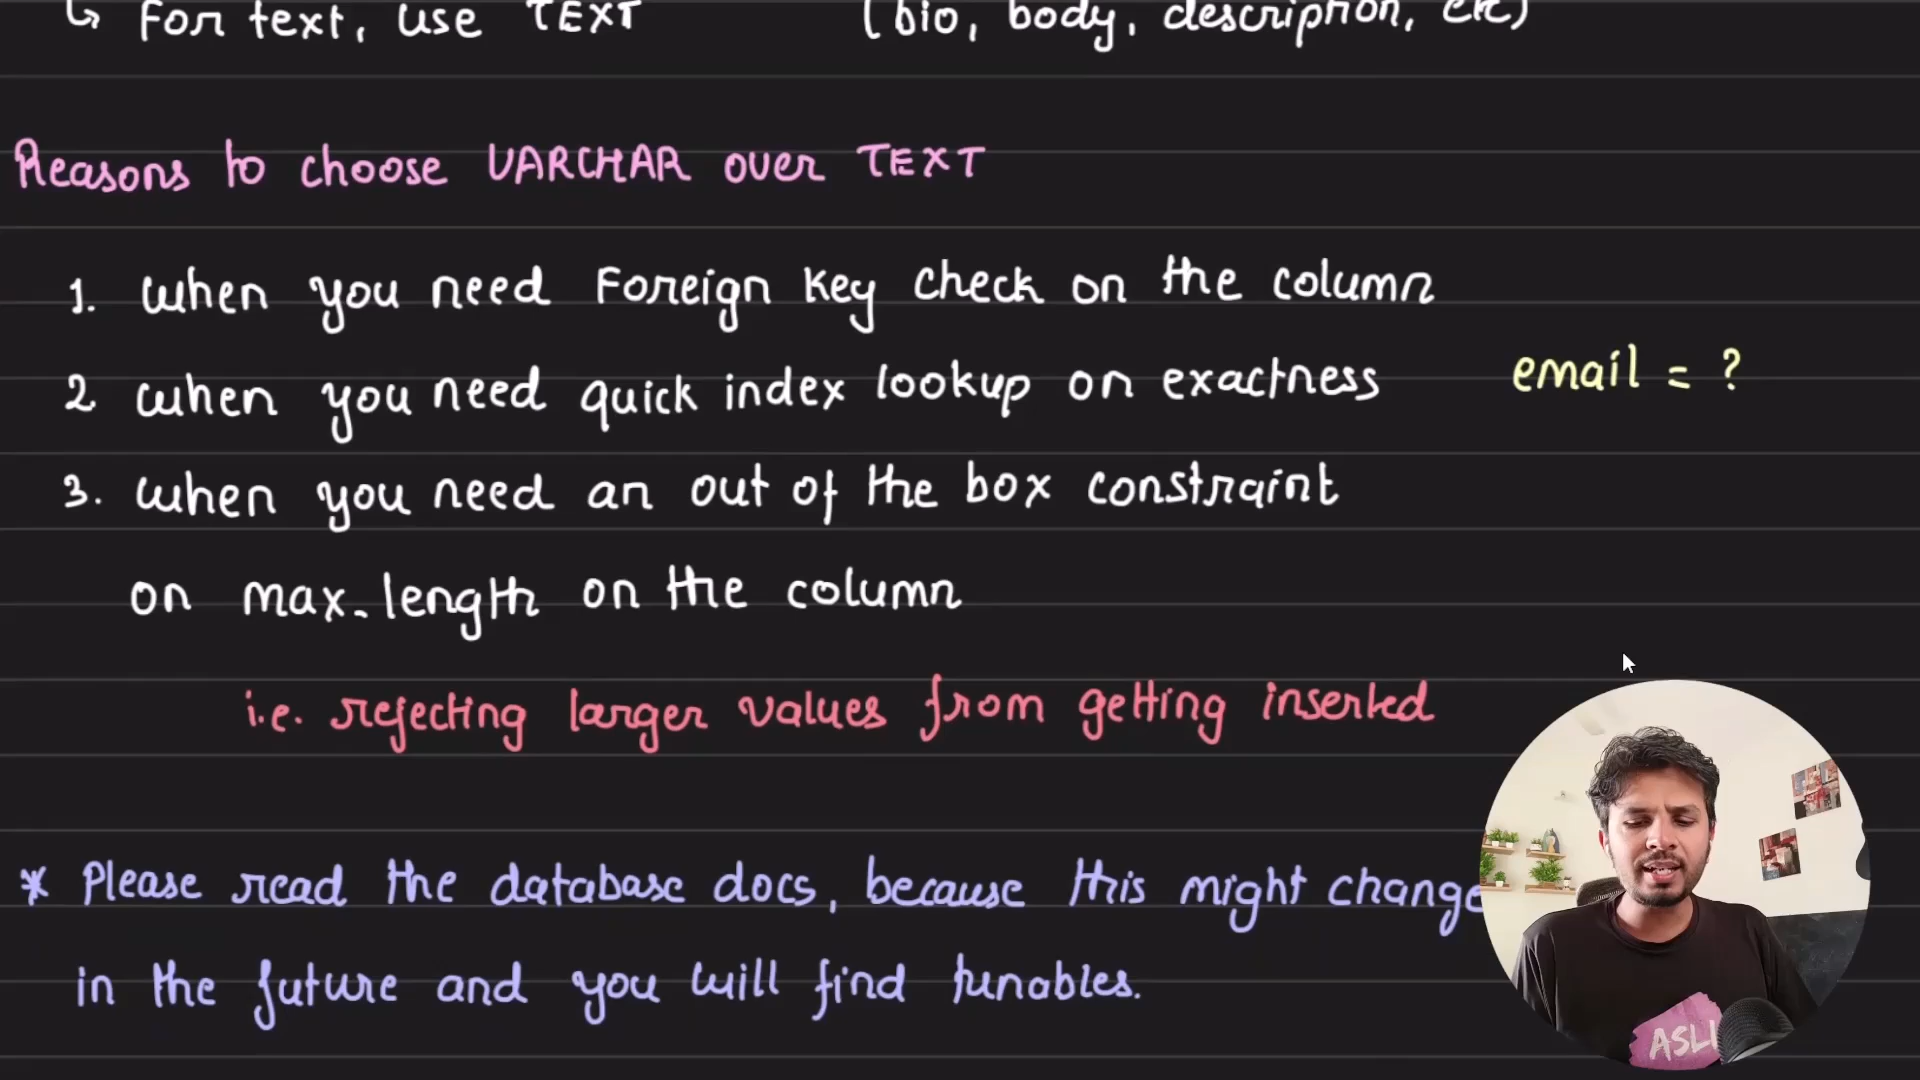 ↳ For text, use TEXT (bio, body, description, etc)
Reasons to choose VARCHAR over TEXT
1. when you need Foreign Key check on the column
2 when you need quick index lookup on exactness email = ?
3. when you need an out of the box constraint
on max. length on the column
i.e. rejecting larger values from getting inserted
* Please read the database docs, because this might change
in the future and you will find tunables.
ASLI